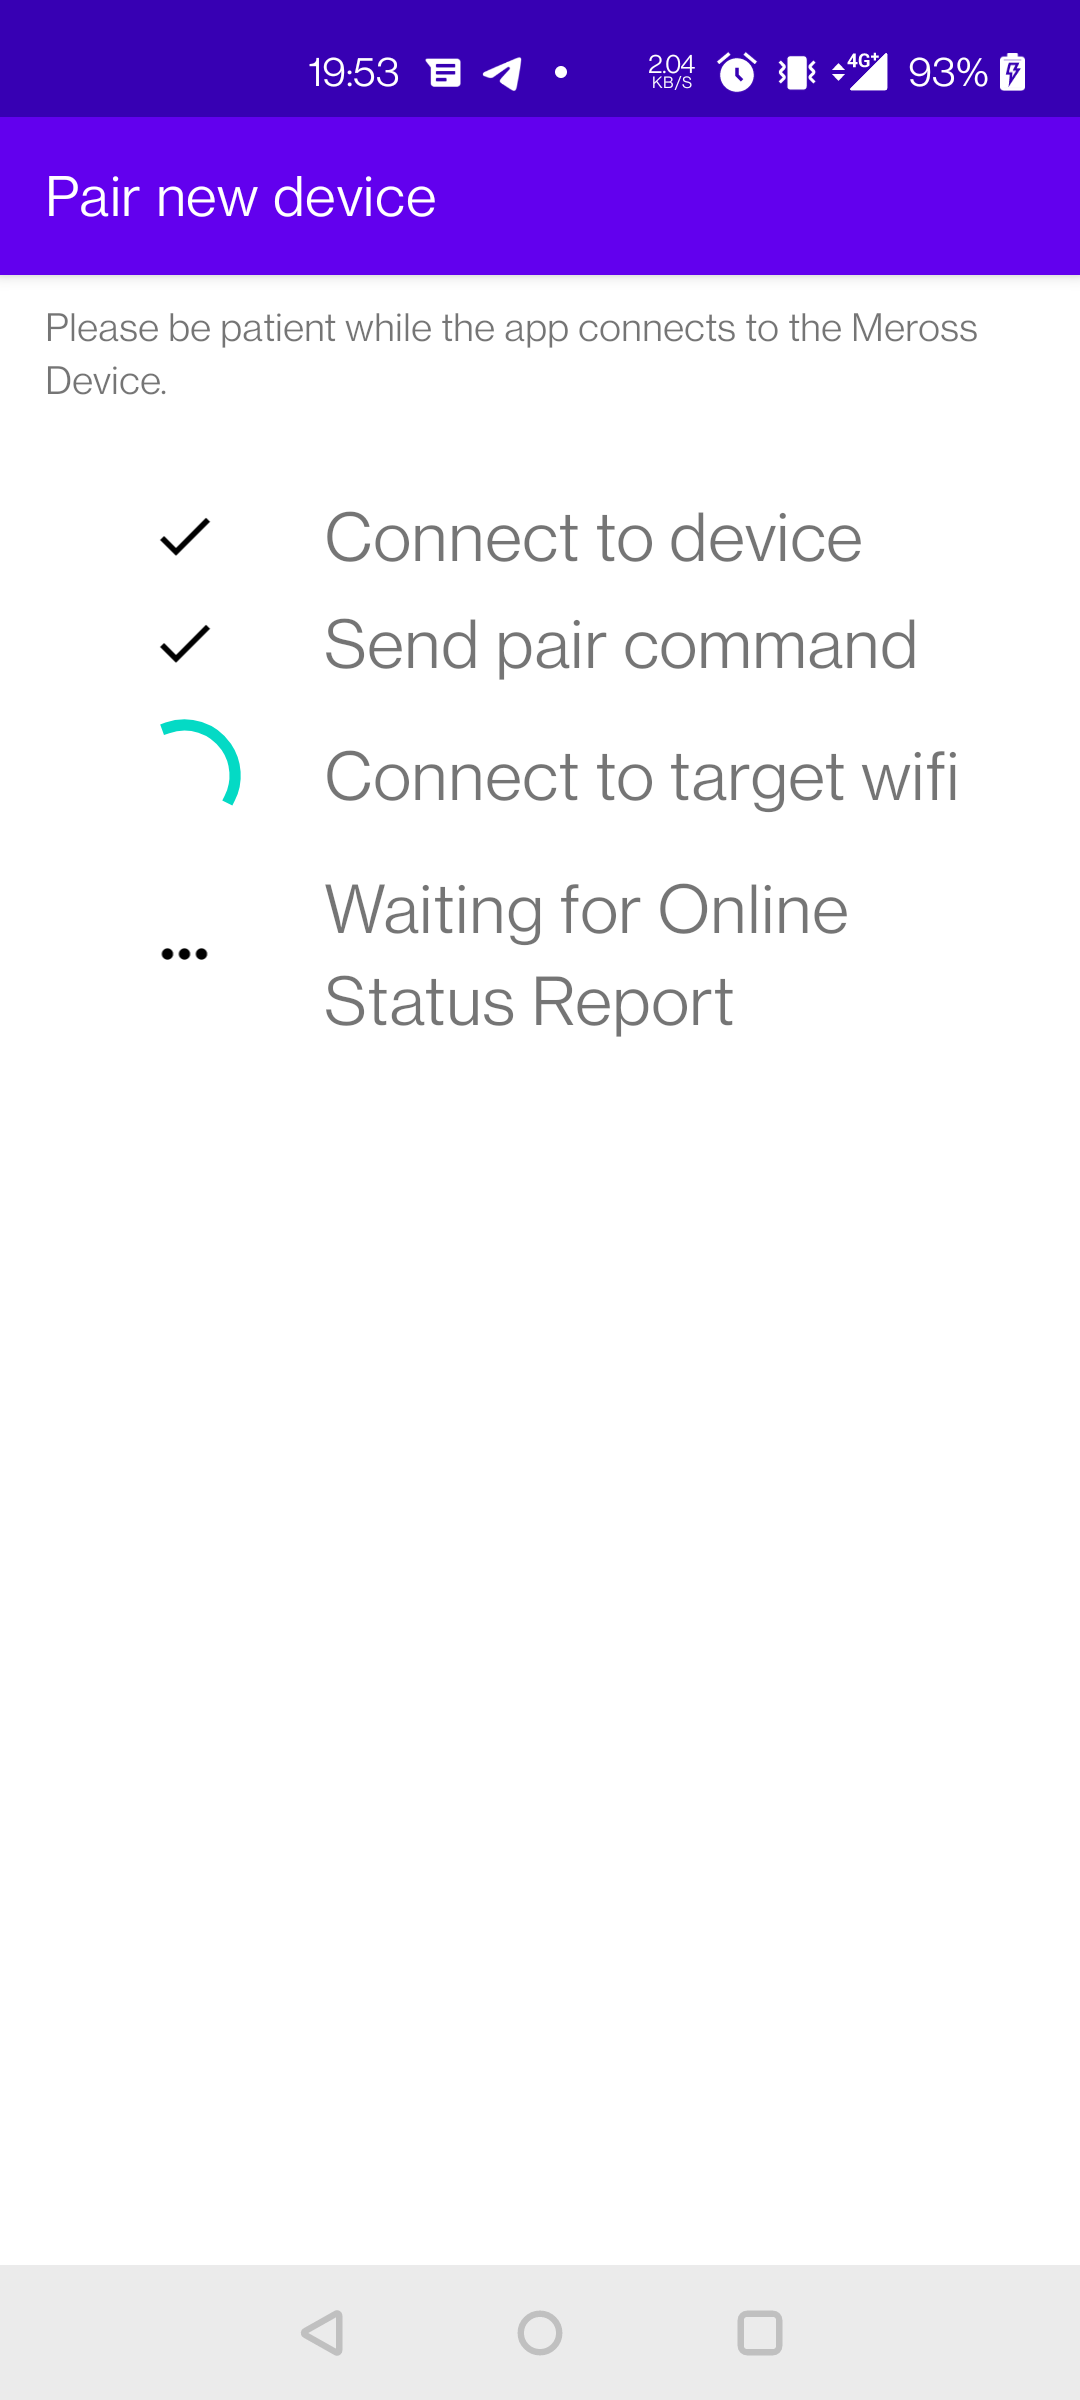 19:53 2.04 KB/S 4G+ 93%
Pair new device
Please be patient while the app connects to the Meross
Device.
Connect to device
Send pair command
Connect to target wifi
Waiting for Online
Status Report